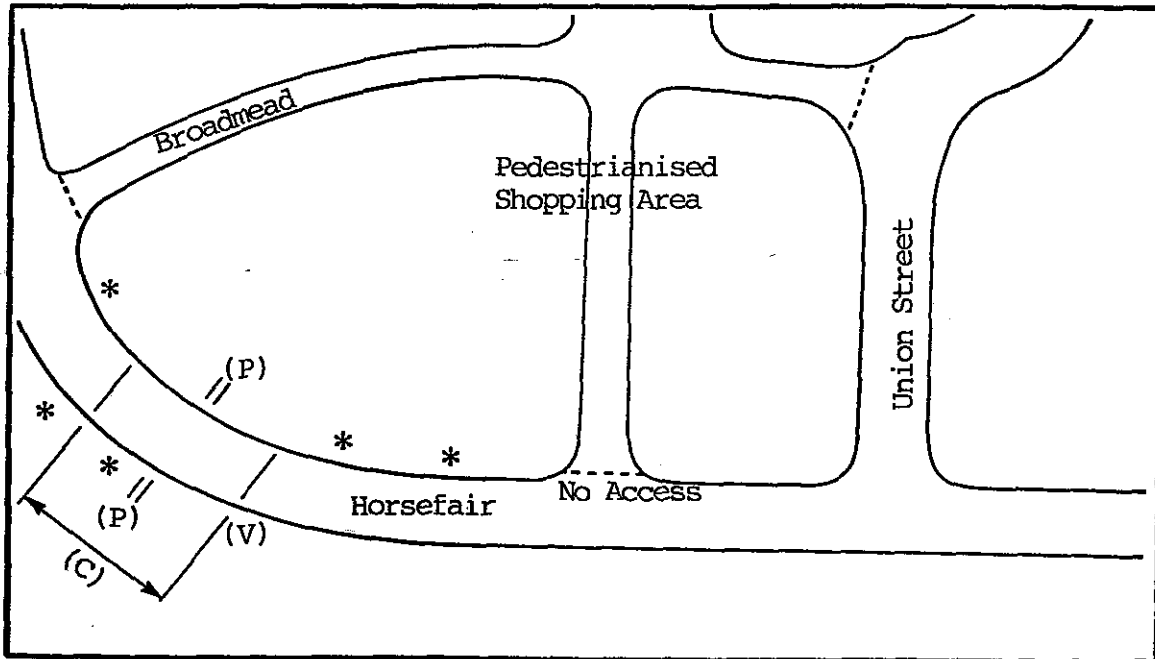 Broadmead
Pedestrianised
Shopping Area
Union Street
*
(P)
*
*
*
*
(P)
No Access
Horsefair
(V)
(C)